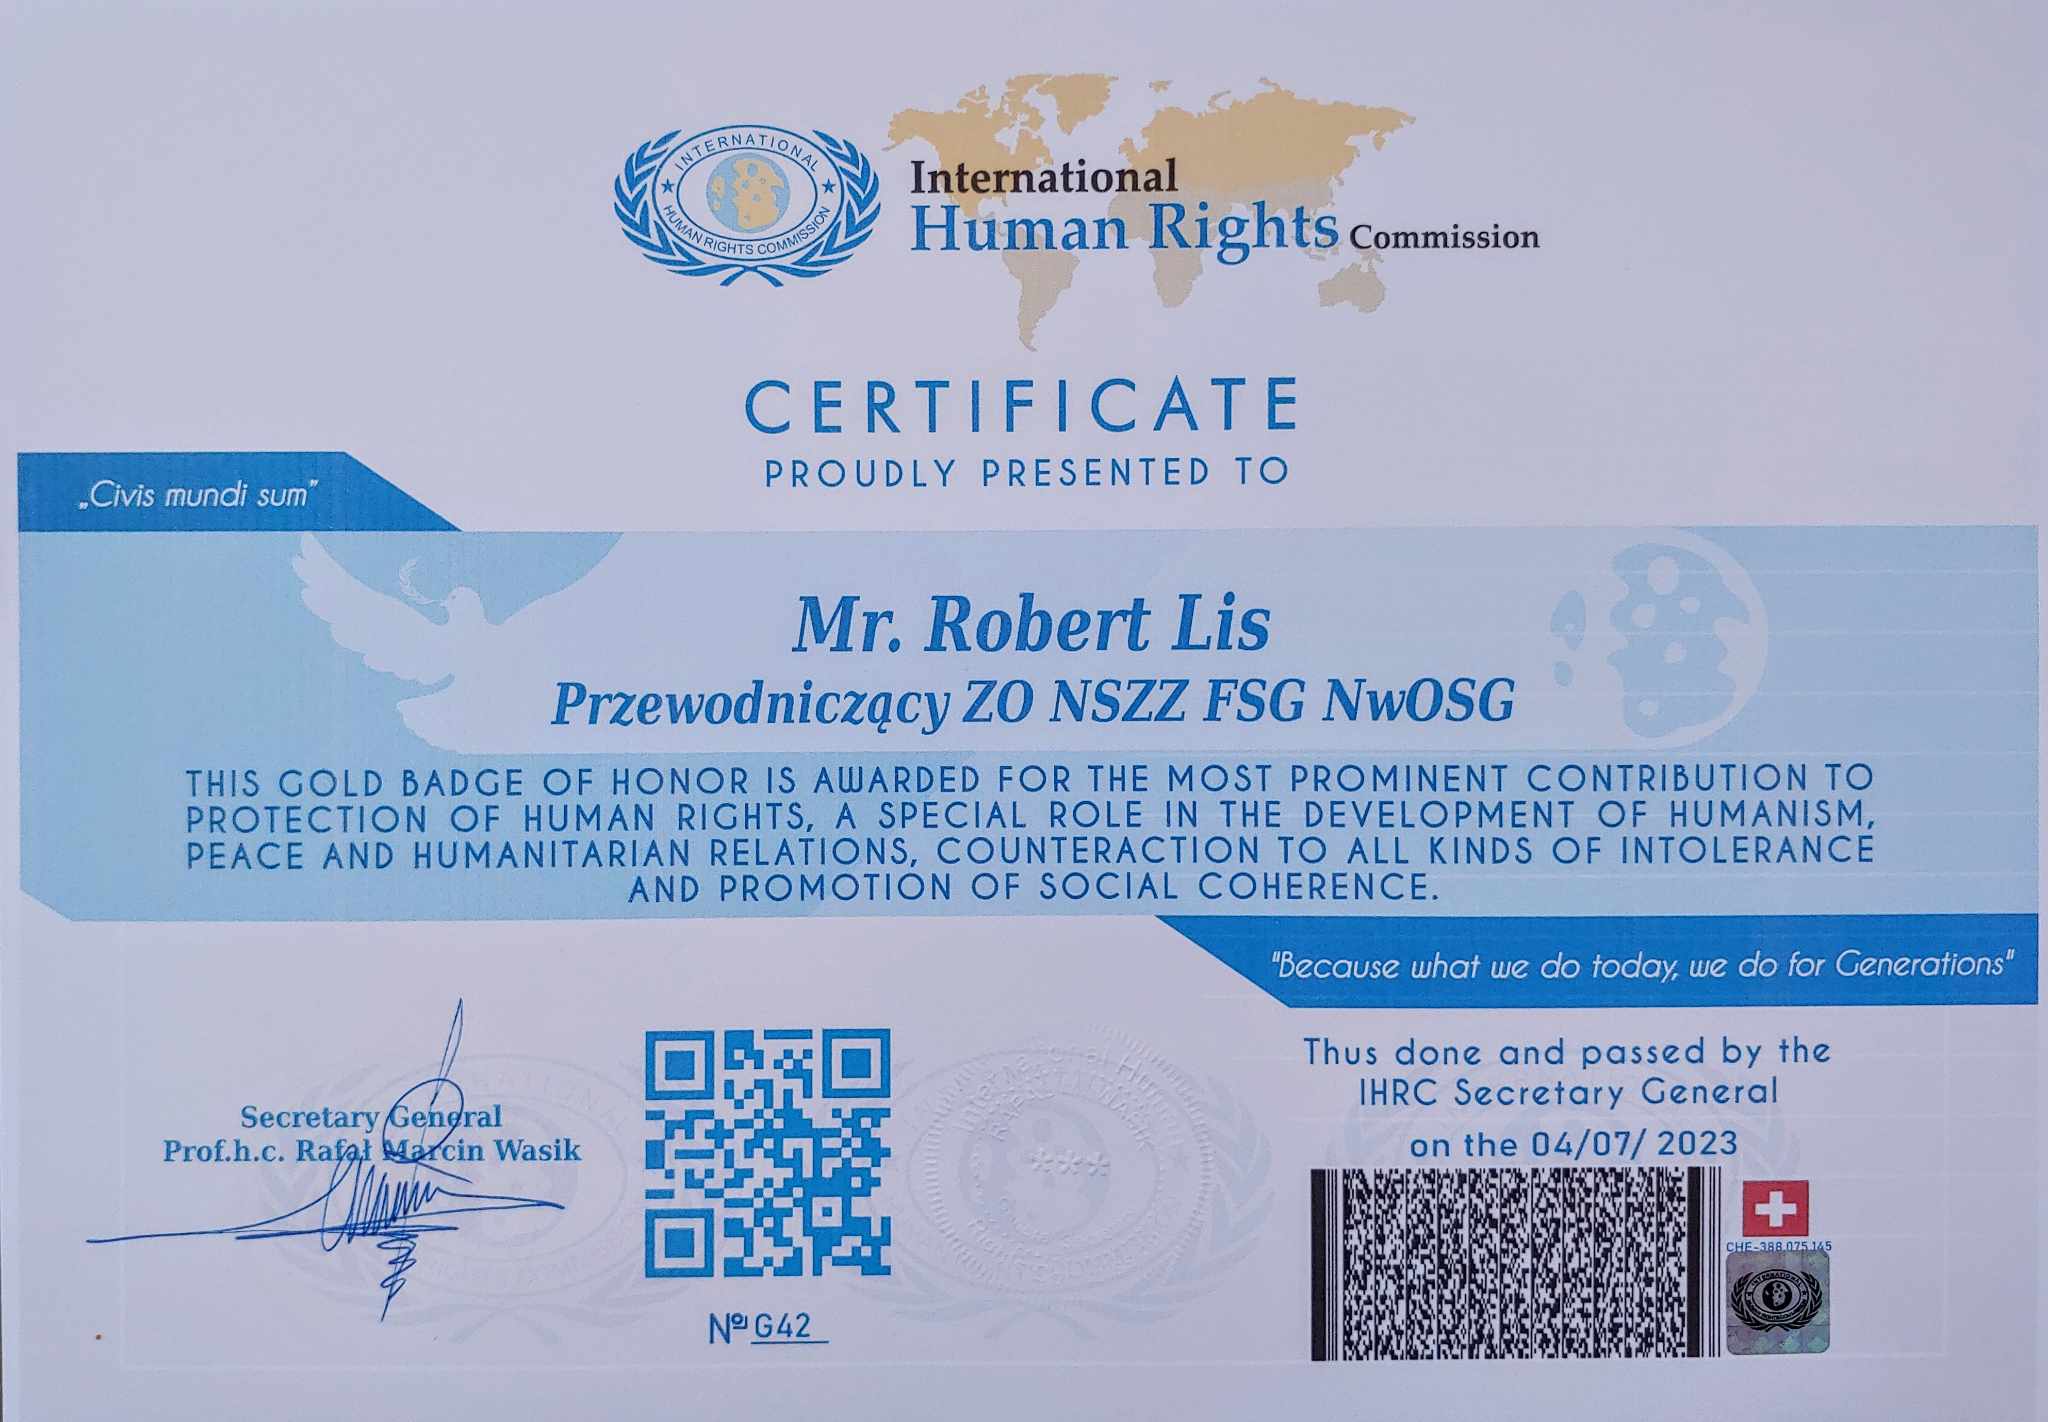 INTERNATIONAL
HUMAN RIGHTS COMMISSION
International
Human Rights Commission
CERTIFICATE
PROUDLY PRESENTED TO
„Civis mundi sum"
Mr. Robert Lis
Przewodniczący ZO NSZZ FSG NwOSG
THIS GOLD BADGE OF HONOR IS AWARDED FOR THE MOST PROMINENT CONTRIBUTION TO
PROTECTION OF HUMAN RIGHTS, A SPECIAL ROLE IN THE DEVELOPMENT OF HUMANISM,
PEACE AND HUMANITARIAN RELATIONS, COUNTERACTION TO ALL KINDS OF INTOLERANCE
AND PROMOTION OF SOCIAL COHERENCE.
"Because what we do today, we do for Generations"
Secretary General
Prof.h.c. Rafał Marcin Wasik
Nº G42
Thus done and passed by the
IHRC Secretary General
on the 04/07/ 2023
CHE-388.075.145